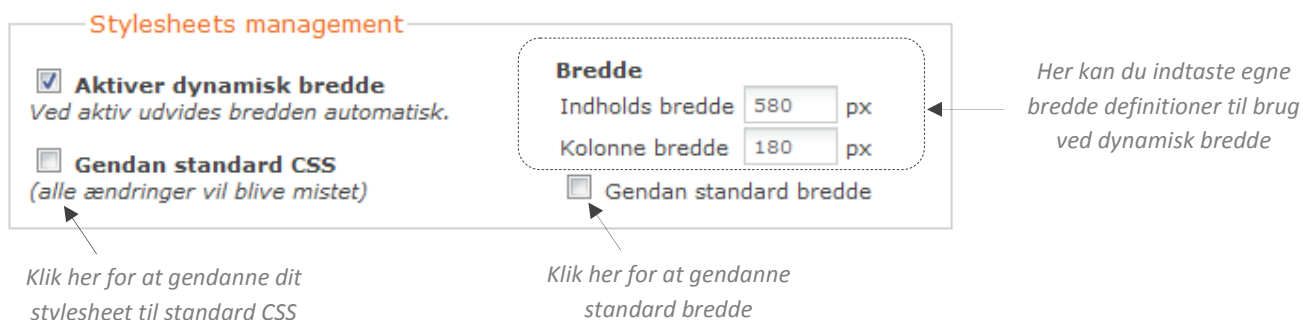 Stylesheets management
Aktiver dynamisk bredde
Ved aktiv udvides bredden automatisk.
Gendan standard CSS
(alle ændringer vil blive mistet)
Bredde
Indholds bredde 580 px
Kolonne bredde 180 px
Gendan standard bredde
Her kan du indtaste egne
bredde definitioner til brug
ved dynamisk bredde
Klik her for at gendanne dit
stylesheet til standard CSS
Klik her for at gendanne
standard bredde